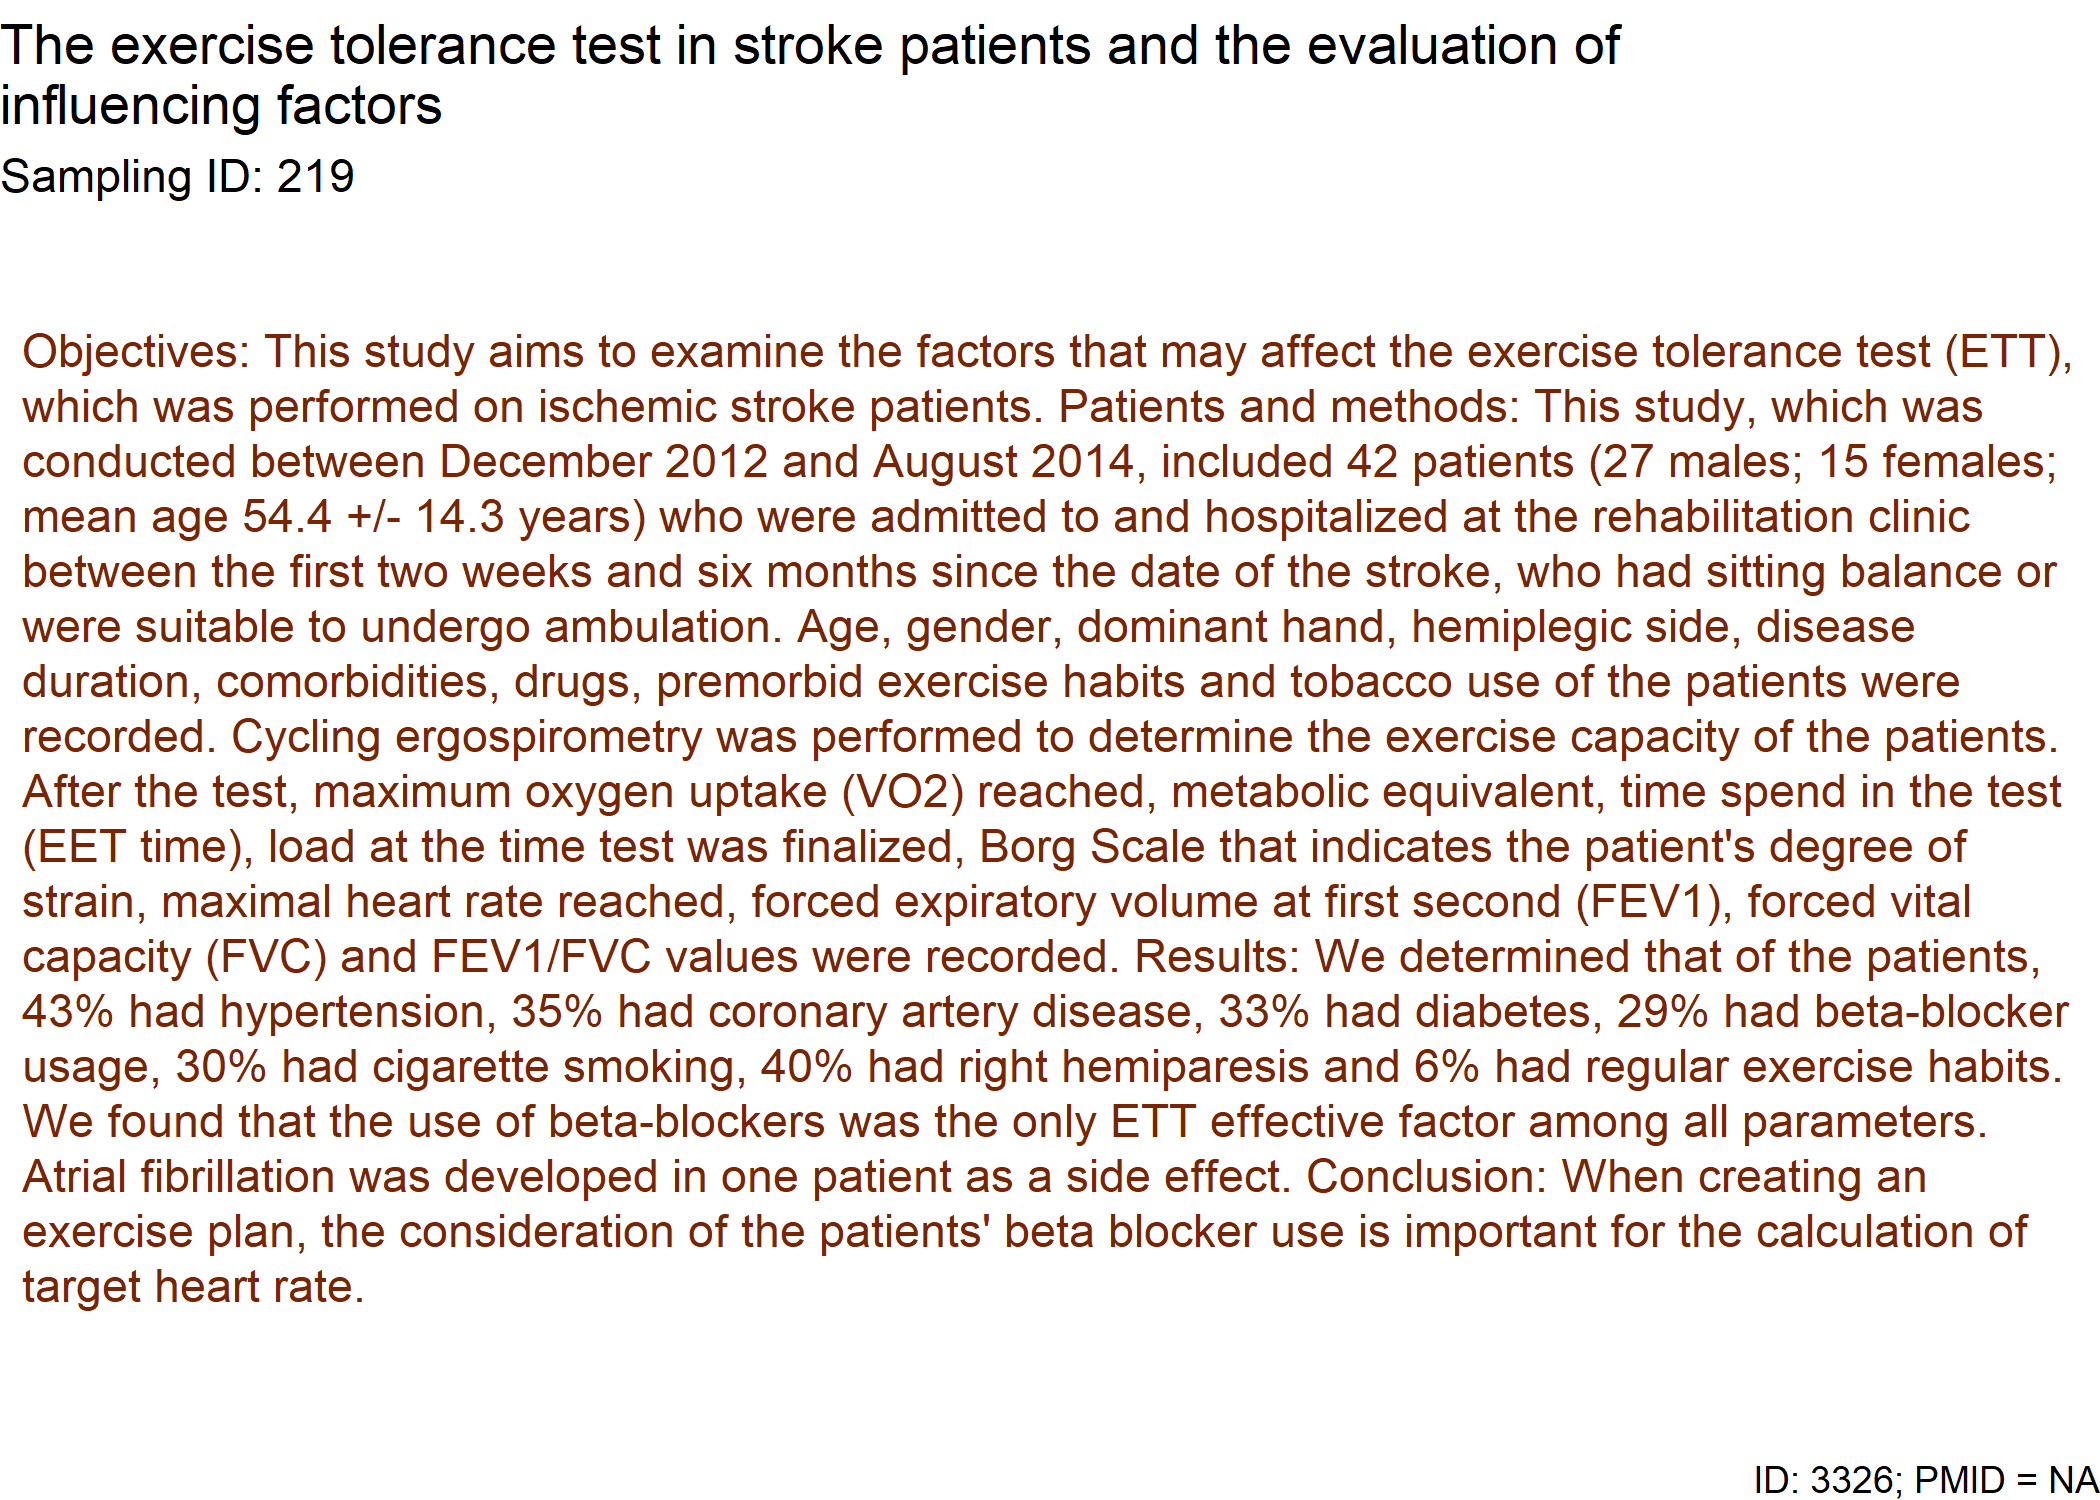 The exercise tolerance test in stroke patients and the evaluation of
influencing factors
Sampling ID: 219
Objectives: This study aims to examine the factors that may affect the exercise tolerance test (ETT),
which was performed on ischemic stroke patients. Patients and methods: This study, which was
conducted between December 2012 and August 2014, included 42 patients (27 males; 15 females;
mean age 54.4 +/- 14.3 years) who were admitted to and hospitalized at the rehabilitation clinic
between the first two weeks and six months since the date of the stroke, who had sitting balance or
were suitable to undergo ambulation. Age, gender, dominant hand, hemiplegic side, disease
duration, comorbidities, drugs, premorbid exercise habits and tobacco use of the patients were
recorded. Cycling ergospirometry was performed to determine the exercise capacity of the patients.
After the test, maximum oxygen uptake (VO2) reached, metabolic equivalent, time spend in the test
(EET time), load at the time test was finalized, Borg Scale that indicates the patient's degree of
strain, maximal heart rate reached, forced expiratory volume at first second (FEV1), forced vital
capacity (FVC) and FEV1/FVC values were recorded. Results: We determined that of the patients,
43% had hypertension, 35% had coronary artery disease, 33% had diabetes, 29% had beta-blocker
usage, 30% had cigarette smoking, 40% had right hemiparesis and 6% had regular exercise habits.
We found that the use of beta-blockers was the only ETT effective factor among all parameters.
Atrial fibrillation was developed in one patient as a side effect. Conclusion: When creating an
exercise plan, the consideration of the patients' beta blocker use is important for the calculation of
target heart rate.
ID: 3326; PMID = NA